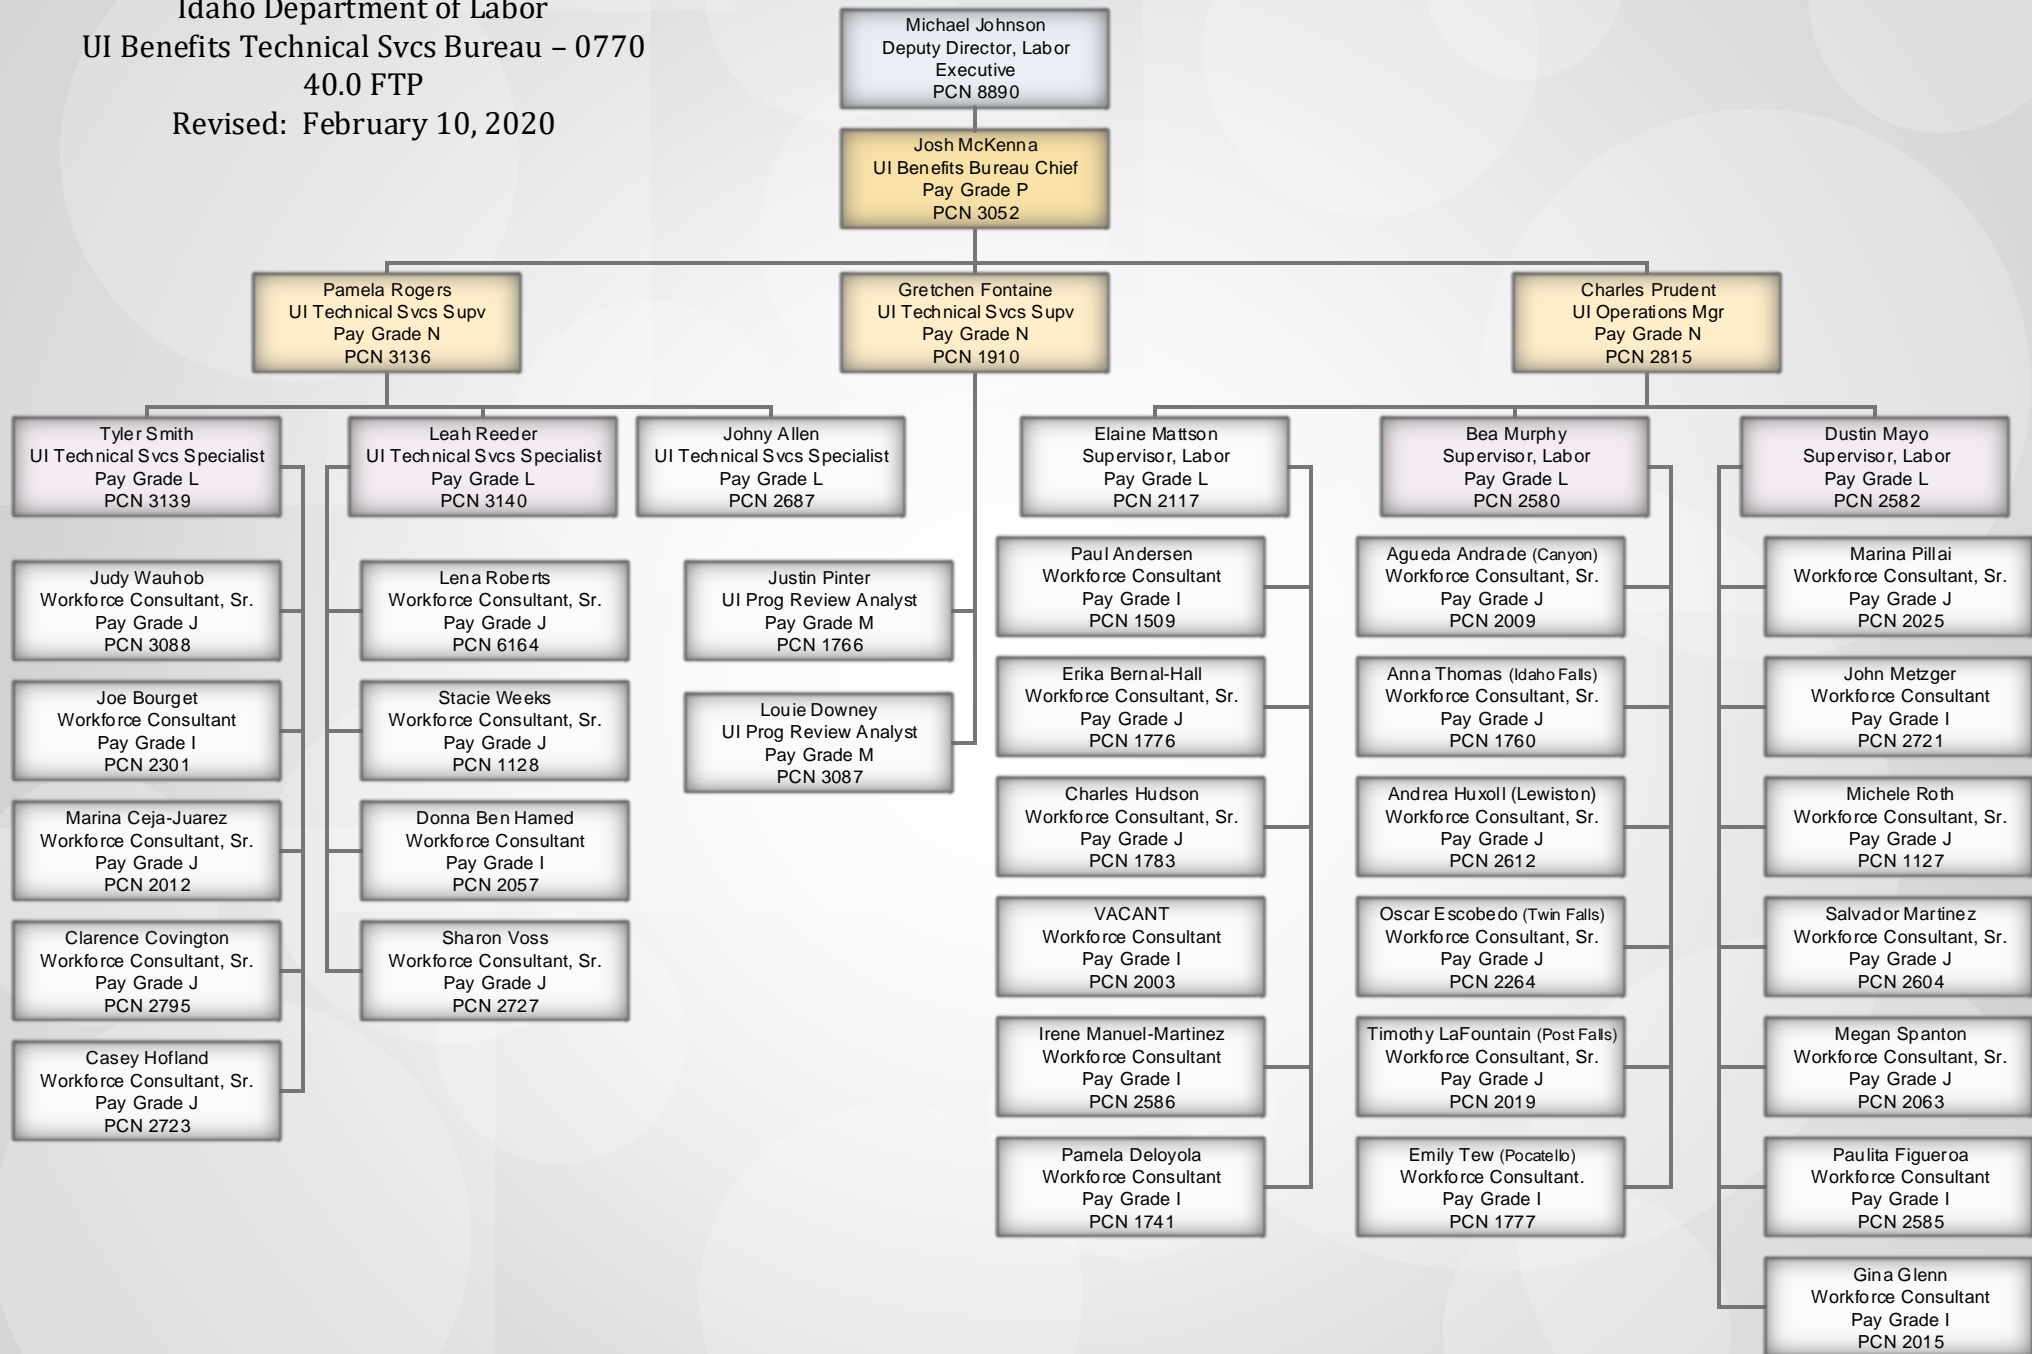 Idaho Department of Labor
UI Benefits Technical Svcs Bureau – 0770
40.0 FTP
Revised:  February 10, 2020
Michael Johnson
Deputy Director, Labor
Executive
PCN 8890
Josh McKenna
UI Benefits Bureau Chief
Pay Grade P
PCN 3052
Pamela Rogers
UI Technical Svcs Supv
Pay Grade N
PCN 3136
Gretchen Fontaine
UI Technical Svcs Supv
Pay Grade N
PCN 1910
Charles Prudent
UI Operations Mgr
Pay Grade N
PCN 2815
Tyler Smith
UI Technical Svcs Specialist
Pay Grade L
PCN 3139
Leah Reeder
UI Technical Svcs Specialist
Pay Grade L
PCN 3140
Johny Allen
UI Technical Svcs Specialist
Pay Grade L
PCN 2687
Elaine Mattson
Supervisor, Labor
Pay Grade L
PCN 2117
Bea Murphy
Supervisor, Labor
Pay Grade L
PCN 2580
Dustin Mayo
Supervisor, Labor
Pay Grade L
PCN 2582
Judy Wauhob
Workforce Consultant, Sr.
Pay Grade J
PCN 3088
Joe Bourget
Workforce Consultant
Pay Grade I
PCN 2301
Marina Ceja-Juarez
Workforce Consultant, Sr.
Pay Grade J
PCN 2012
Clarence Covington
Workforce Consultant, Sr.
Pay Grade J
PCN 2795
Casey Hofland
Workforce Consultant, Sr.
Pay Grade J
PCN 2723
Lena Roberts
Workforce Consultant, Sr.
Pay Grade J
PCN 6164
Stacie Weeks
Workforce Consultant, Sr.
Pay Grade J
PCN 1128
Donna Ben Hamed
Workforce Consultant
Pay Grade I
PCN 2057
Sharon Voss
Workforce Consultant, Sr.
Pay Grade J
PCN 2727
Justin Pinter
UI Prog Review Analyst
Pay Grade M
PCN 1766
Louie Downey
UI Prog Review Analyst
Pay Grade M
PCN 3087
Paul Andersen
Workforce Consultant
Pay Grade I
PCN 1509
Erika Bernal-Hall
Workforce Consultant, Sr.
Pay Grade J
PCN 1776
Charles Hudson
Workforce Consultant, Sr.
Pay Grade J
PCN 1783
VACANT
Workforce Consultant
Pay Grade I
PCN 2003
Irene Manuel-Martinez
Workforce Consultant
Pay Grade I
PCN 2586
Pamela Deloyola
Workforce Consultant
Pay Grade I
PCN 1741
Agueda Andrade (Canyon)
Workforce Consultant, Sr.
Pay Grade J
PCN 2009
Anna Thomas (Idaho Falls)
Workforce Consultant, Sr.
Pay Grade J
PCN 1760
Andrea Huxoll (Lewiston)
Workforce Consultant, Sr.
Pay Grade J
PCN 2612
Oscar Escobedo (Twin Falls)
Workforce Consultant, Sr.
Pay Grade J
PCN 2264
Timothy LaFountain (Post Falls)
Workforce Consultant, Sr.
Pay Grade J
PCN 2019
Emily Tew (Pocatello)
Workforce Consultant.
Pay Grade I
PCN 1777
Marina Pillai
Workforce Consultant, Sr.
Pay Grade J
PCN 2025
John Metzger
Workforce Consultant
Pay Grade I
PCN 2721
Michele Roth
Workforce Consultant, Sr.
Pay Grade J
PCN 1127
Salvador Martinez
Workforce Consultant, Sr.
Pay Grade J
PCN 2604
Megan Spanton
Workforce Consultant, Sr.
Pay Grade J
PCN 2063
Paulita Figueroa
Workforce Consultant
Pay Grade I
PCN 2585
Gina Glenn
Workforce Consultant
Pay Grade I
PCN 2015